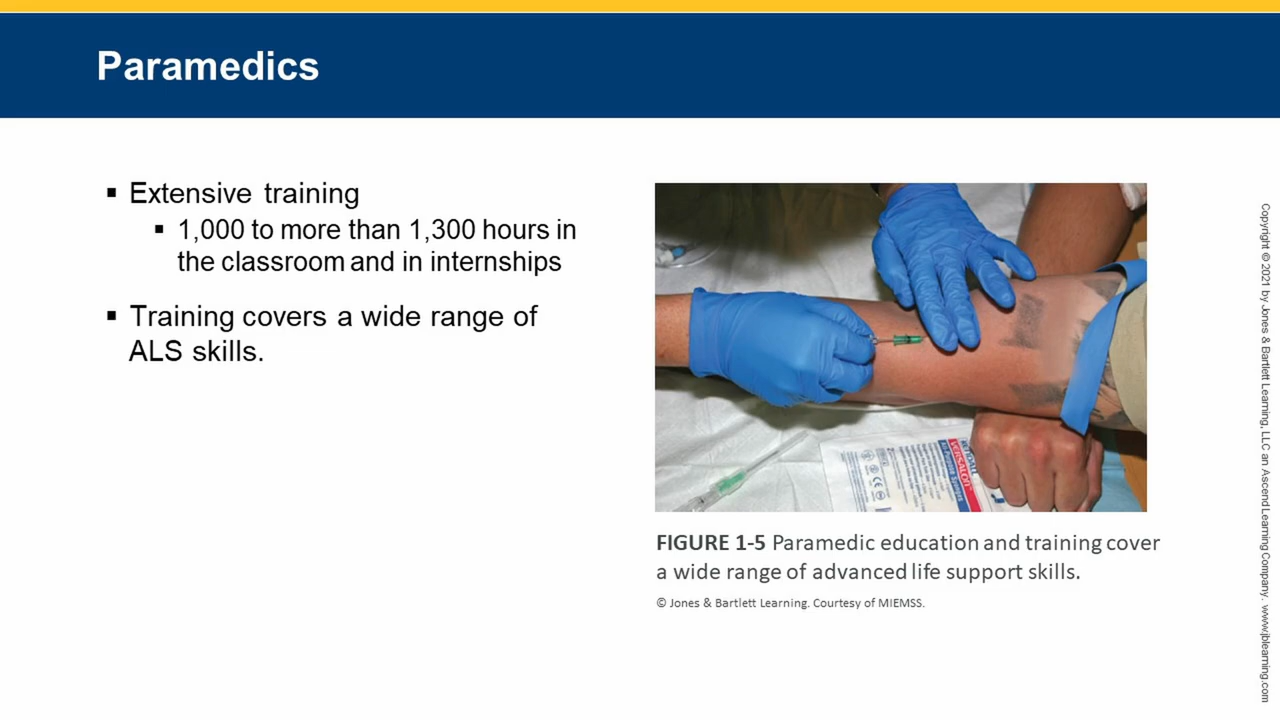 Paramedics
▪ Extensive training
▪ 1,000 to more than 1,300 hours in
the classroom and in internships
▪ Training covers a wide range of
ALS skills.
VERSALON
FIGURE 1-5 Paramedic education and training cover
a wide range of advanced life support skills.
© Jones & Bartlett Learning. Courtesy of MIEMSS.
Copyright © 2021 by Jones & Bartlett Learning, LLC an Ascend Learning Company. www.jblearning.com